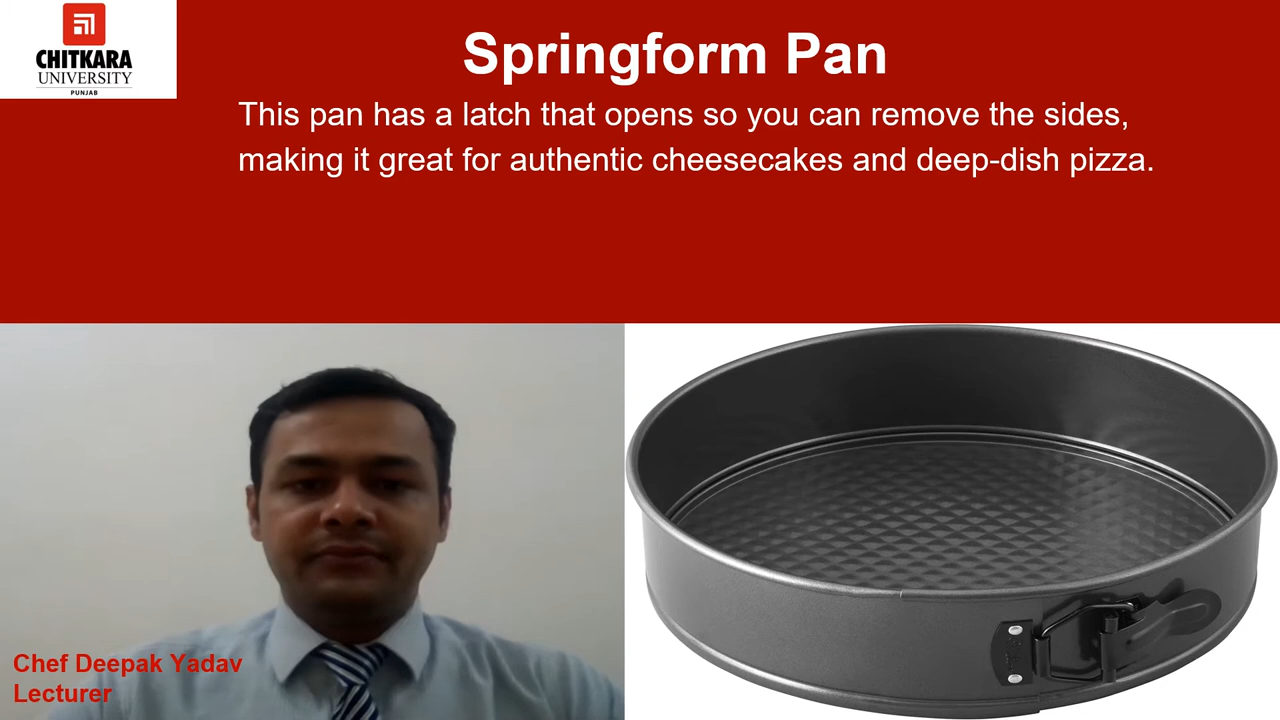 CHITKARA
UNIVERSITY
PUNJAB
Springform Pan
This pan has a latch that opens so you can remove the sides,
making it great for authentic cheesecakes and deep-dish pizza.
Chef Deepak Yadav
Lecturer